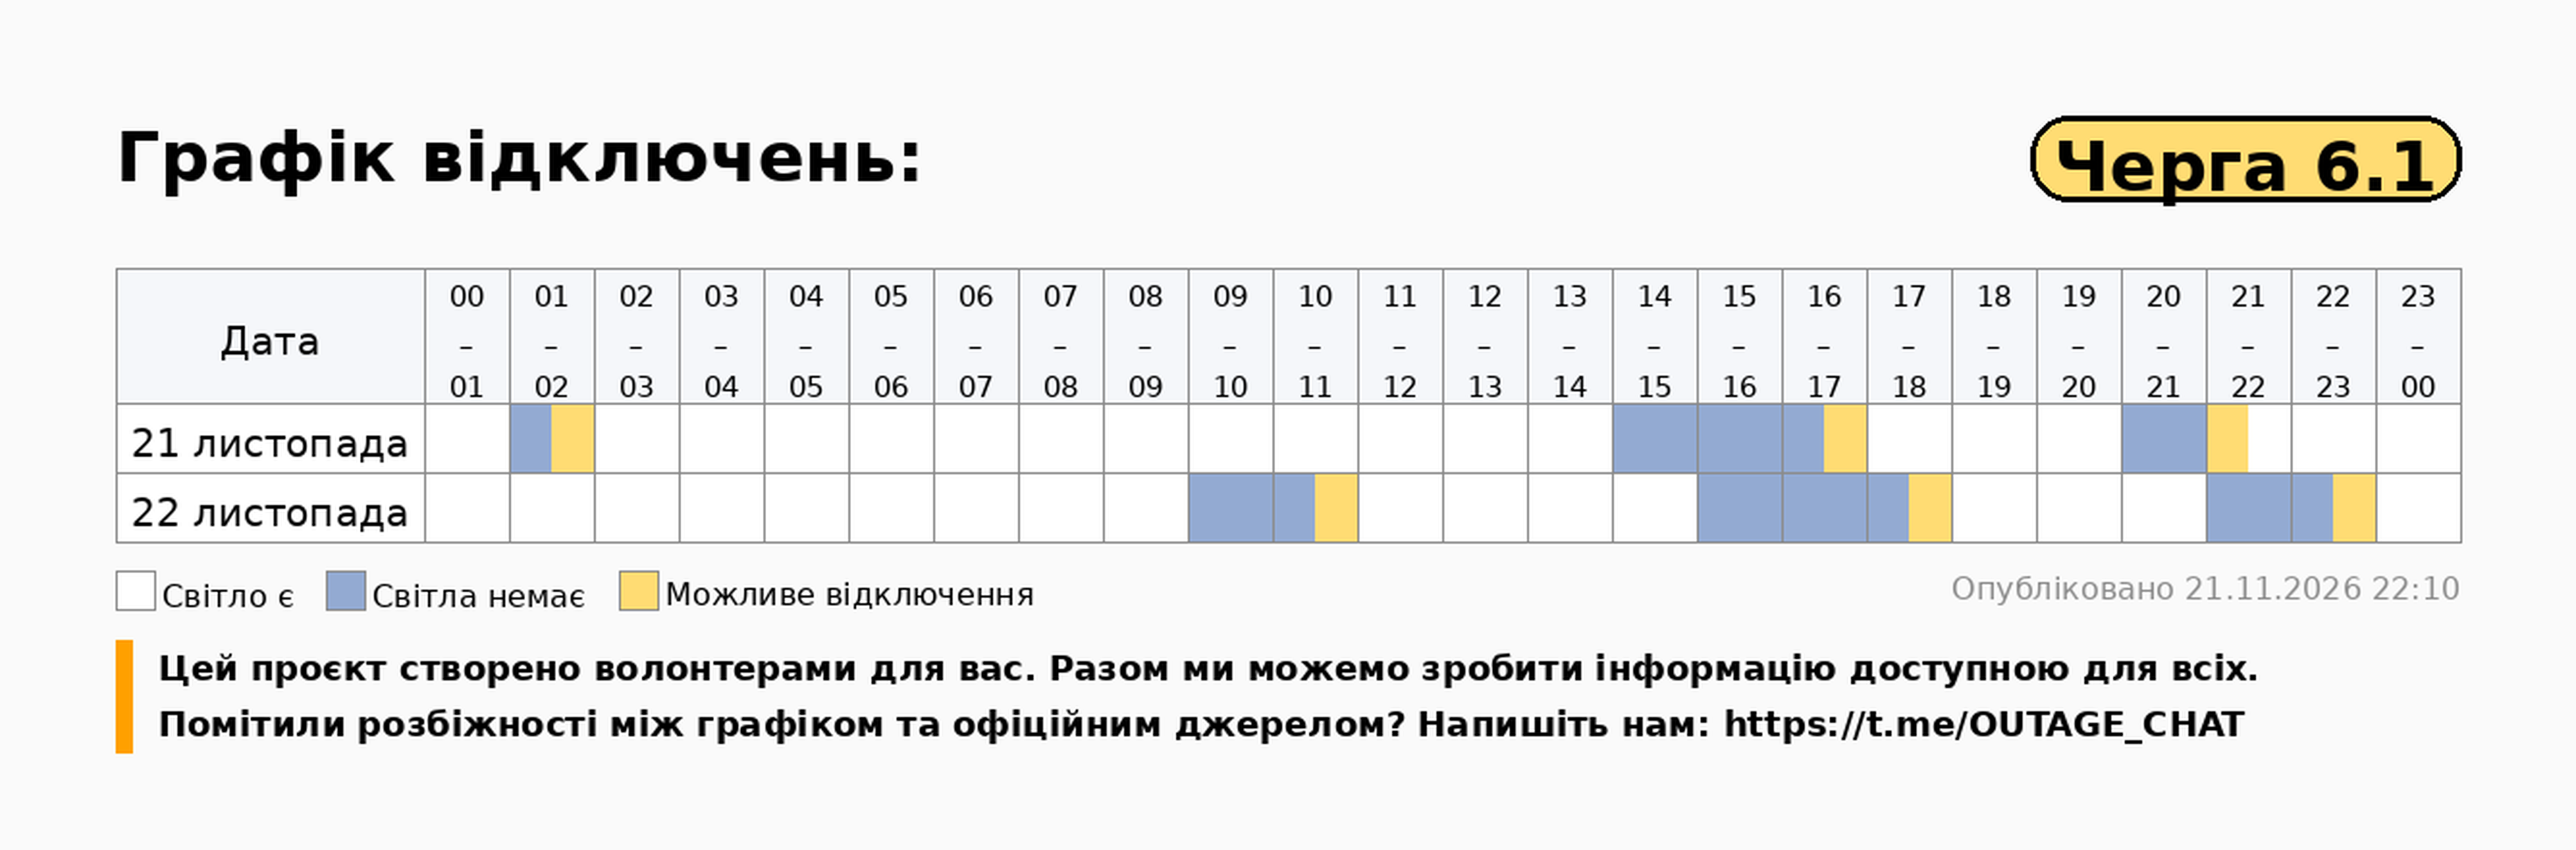 Графік відключень:
Черга 6.1
Дата 00 – 01 01 – 02 02 – 03 03 – 04 04 – 05 05 – 06 06 – 07 07 – 08 08 – 09 09 – 10 10 – 11 11 – 12 12 – 13 13 – 14 14 – 15 15 – 16 16 – 17 17 – 18 18 – 19 19 – 20 20 – 21 21 – 22 22 – 23 23 – 00
21 листопада
22 листопада
Світло є Світла немає Можливе відключення
Опубліковано 21.11.2026 22:10
Цей проєкт створено волонтерами для вас. Разом ми можемо зробити інформацію доступною для всіх.
Помітили розбіжності між графіком та офіційним джерелом? Напишіть нам: https://t.me/OUTAGE_CHAT